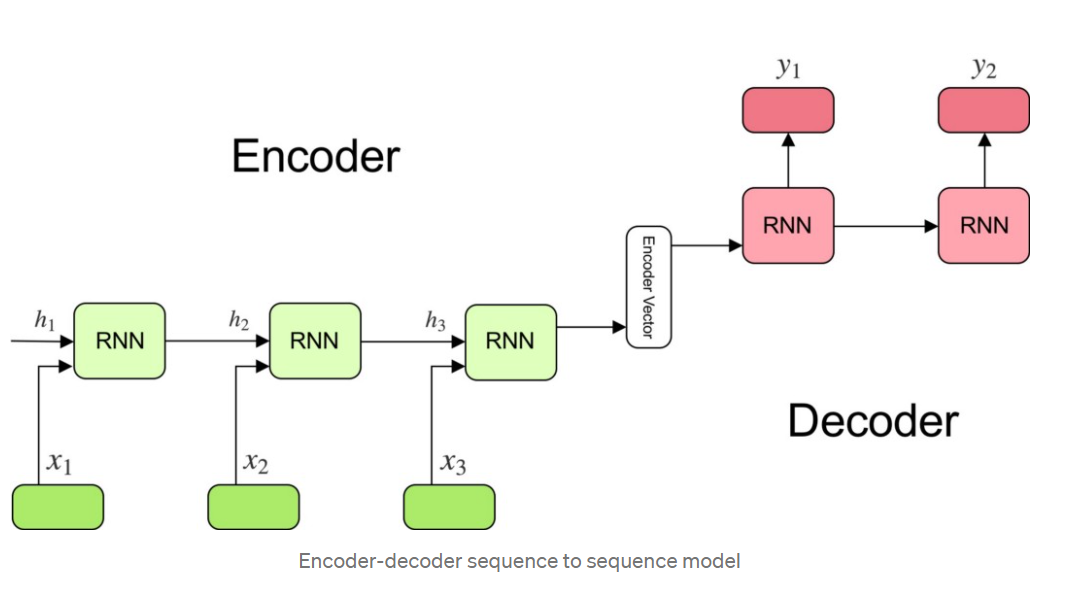 y1
y2
Encoder
RNN
RNN
Encoder Vector
h1
RNN
h2
RNN
h3
RNN
Decoder
x1
x2
x3
Encoder-decoder sequence to sequence model